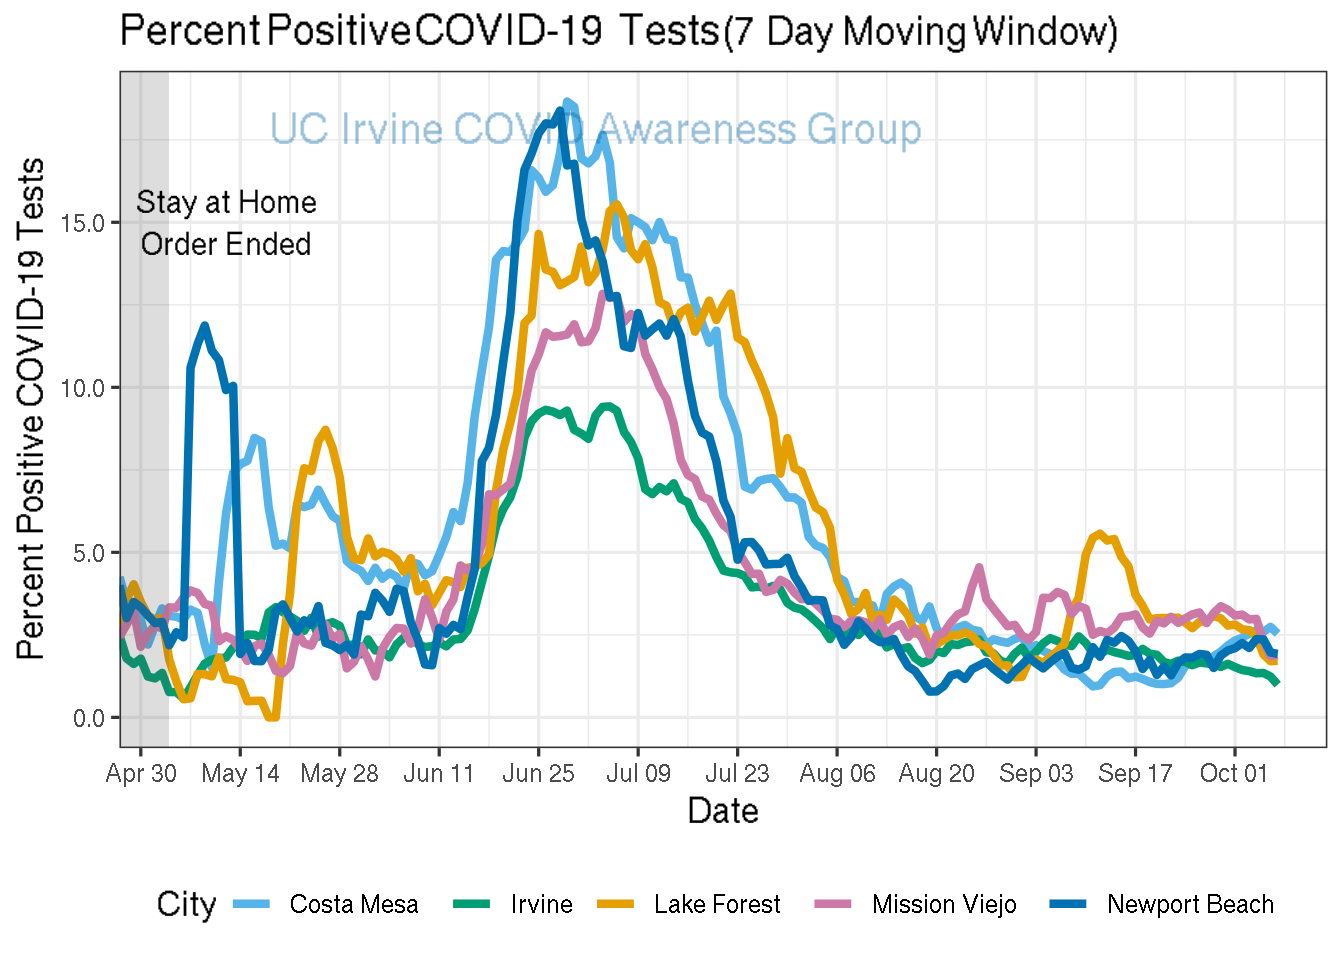 Percent Positive COVID-19 Tests (7 Day Moving Window)
UC Irvine COVID Awareness Group
Stay at Home
Order Ended
Percent Positive COVID-19 Tests
15.0
10.0
5.0
0.0
Apr 30 May 14 May 28 Jun 11 Jun 25 Jul 09 Jul 23 Aug 06 Aug 20 Sep 03 Sep 17 Oct 01
Date
City Costa Mesa Irvine Lake Forest Mission Viejo Newport Beach